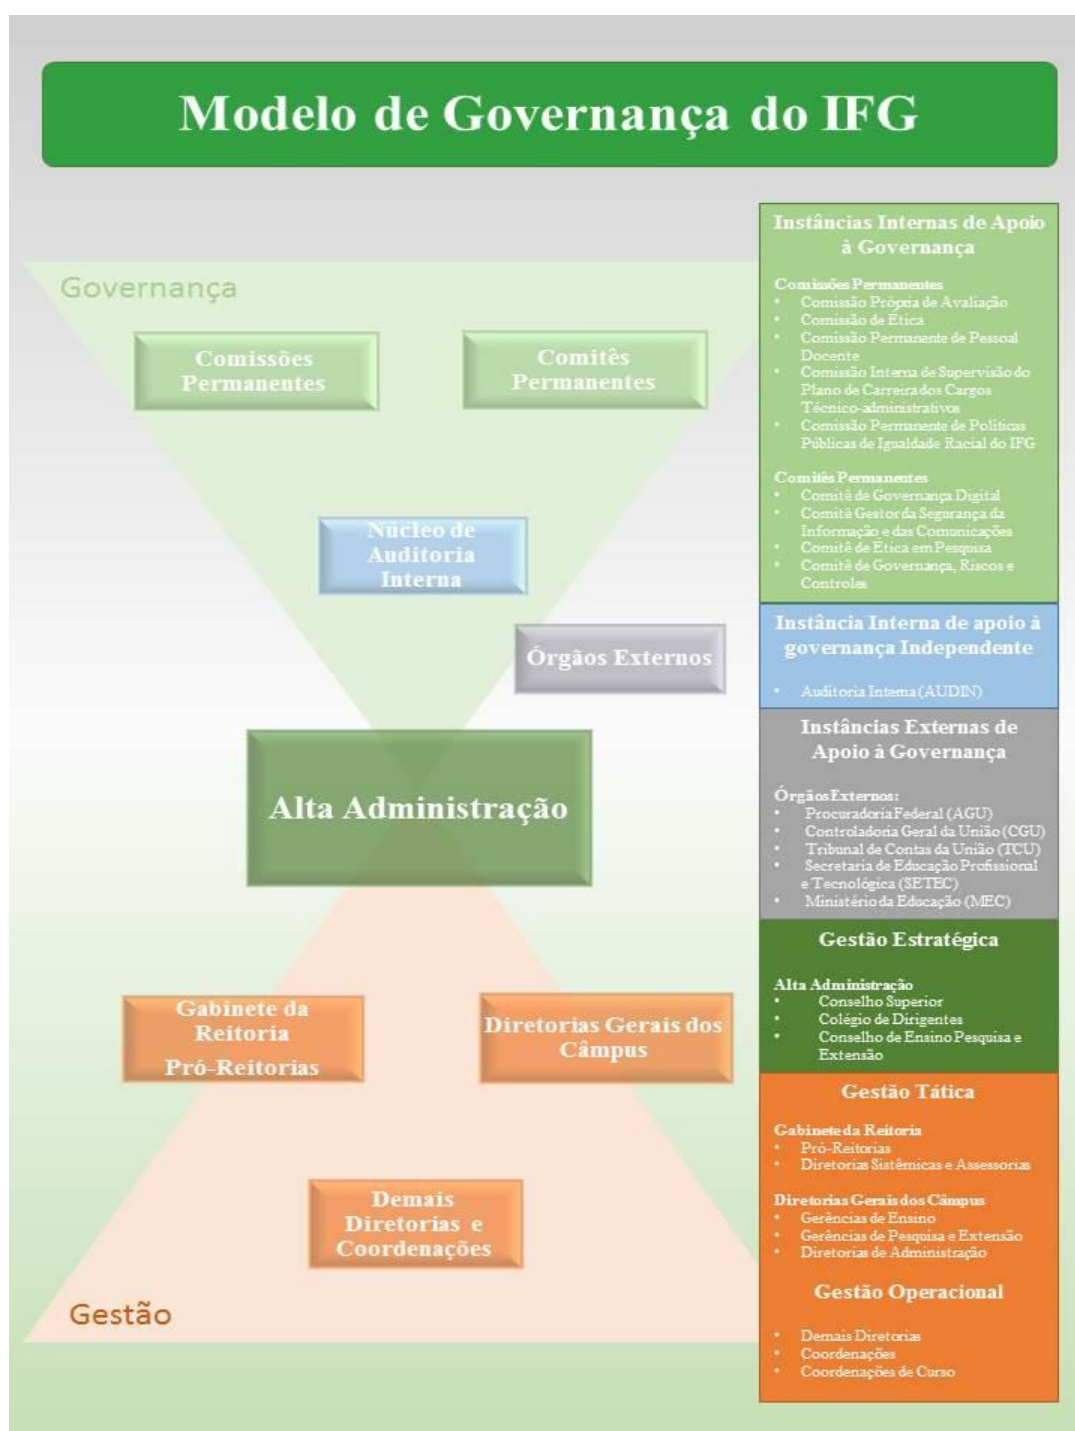 Modelo de Governança do IFG
Governança
Comissões
Permanentes
Comitês
Permanentes
Núcleo de
Auditoria
Interna
Órgãos Externos
Alta Administração
Gabinete da
Reitoria
Pró-Reitorias
Diretorias Gerais dos
Câmpus
Demais
Diretorias e
Coordenações
Gestão
Instâncias Internas de Apoio
à Governança
Comissões Permanentes
• Comissão Própria de Avaliação
• Comissão de Ética
• Comissão Permanente de Pessoal
Docente
• Comissão Interna de Supervisão do
Plano de Carreira dos Cargos
Técnico-administrativos
• Comissão Permanente de Políticas
Públicas de Igualdade Racial do IFG
Comitês Permanentes
• Comitê de Governança Digital
• Comitê Gestor da Segurança da
Informação e das Comunicações
• Comitê de Ética em Pesquisa
• Comitê de Governança, Riscos e
Controles
Instância Interna de apoio à
governança Independente
• Auditoria Interna (AUDIN)
Instâncias Externas de
Apoio à Governança
Órgãos Externos:
• Procuradoria Federal (AGU)
• Controladoria Geral da União (CGU)
• Tribunal de Contas da União (TCU)
• Secretaria de Educação Profissional
e Tecnológica (SETEC)
• Ministério da Educação (MEC)
Gestão Estratégica
Alta Administração
• Conselho Superior
• Colégio de Dirigentes
• Conselho de Ensino Pesquisa e
Extensão
Gestão Tática
Gabinete da Reitoria
• Pró-Reitorias
• Diretorias Sistêmicas e Assessorias
Diretorias Gerais dos Câmpus
• Gerências de Ensino
• Gerências de Pesquisa e Extensão
• Diretorias de Administração
Gestão Operacional
• Demais Diretorias
• Coordenações
• Coordenações de Curso